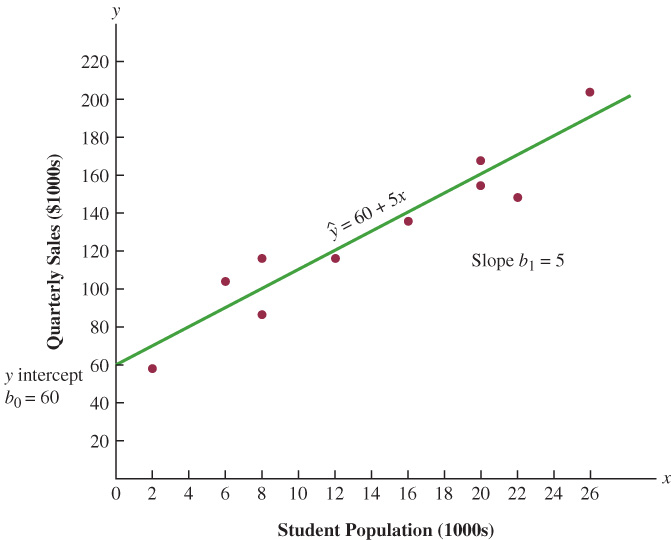 y
220
200
180
160
140
120
100
80
60
40
20
Quarterly Sales ($1000s)
ŷ = 60 + 5x
Slope b₁ = 5
y intercept
b₀ = 60
0 2 4 6 8 10 12 14 16 18 20 22 24 26
x
Student Population (1000s)